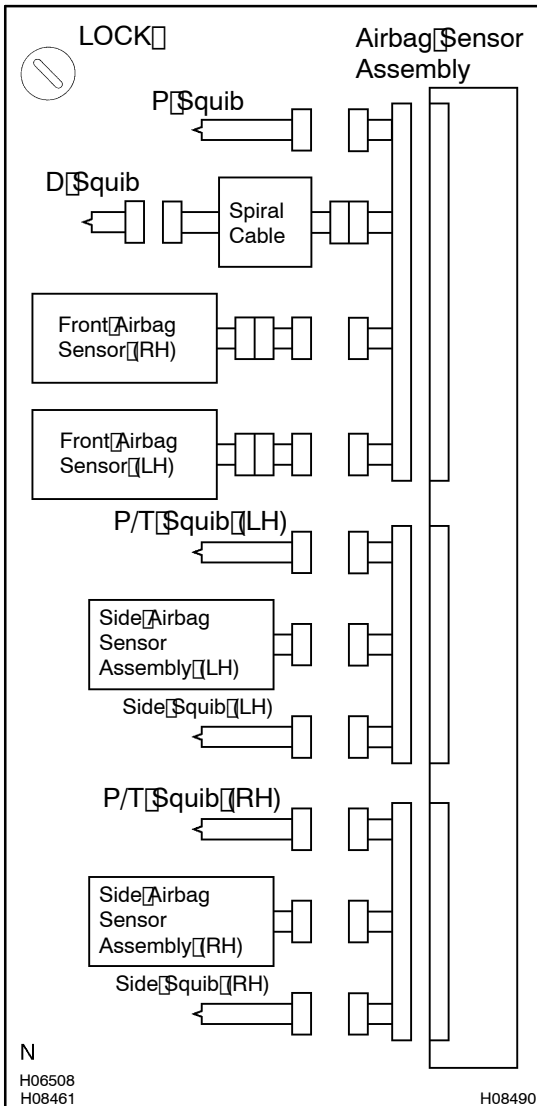 LOCK
Airbag Sensor
Assembly
P Squib
D Squib
Spiral
Cable
Front Airbag
Sensor (RH)
Front Airbag
Sensor (LH)
P/T Squib (LH)
Side Airbag
Sensor
Assembly (LH)
Side Squib (LH)
P/T Squib (RH)
Side Airbag
Sensor
Assembly (RH)
Side Squib (RH)
N
H06508
H08461
H08490